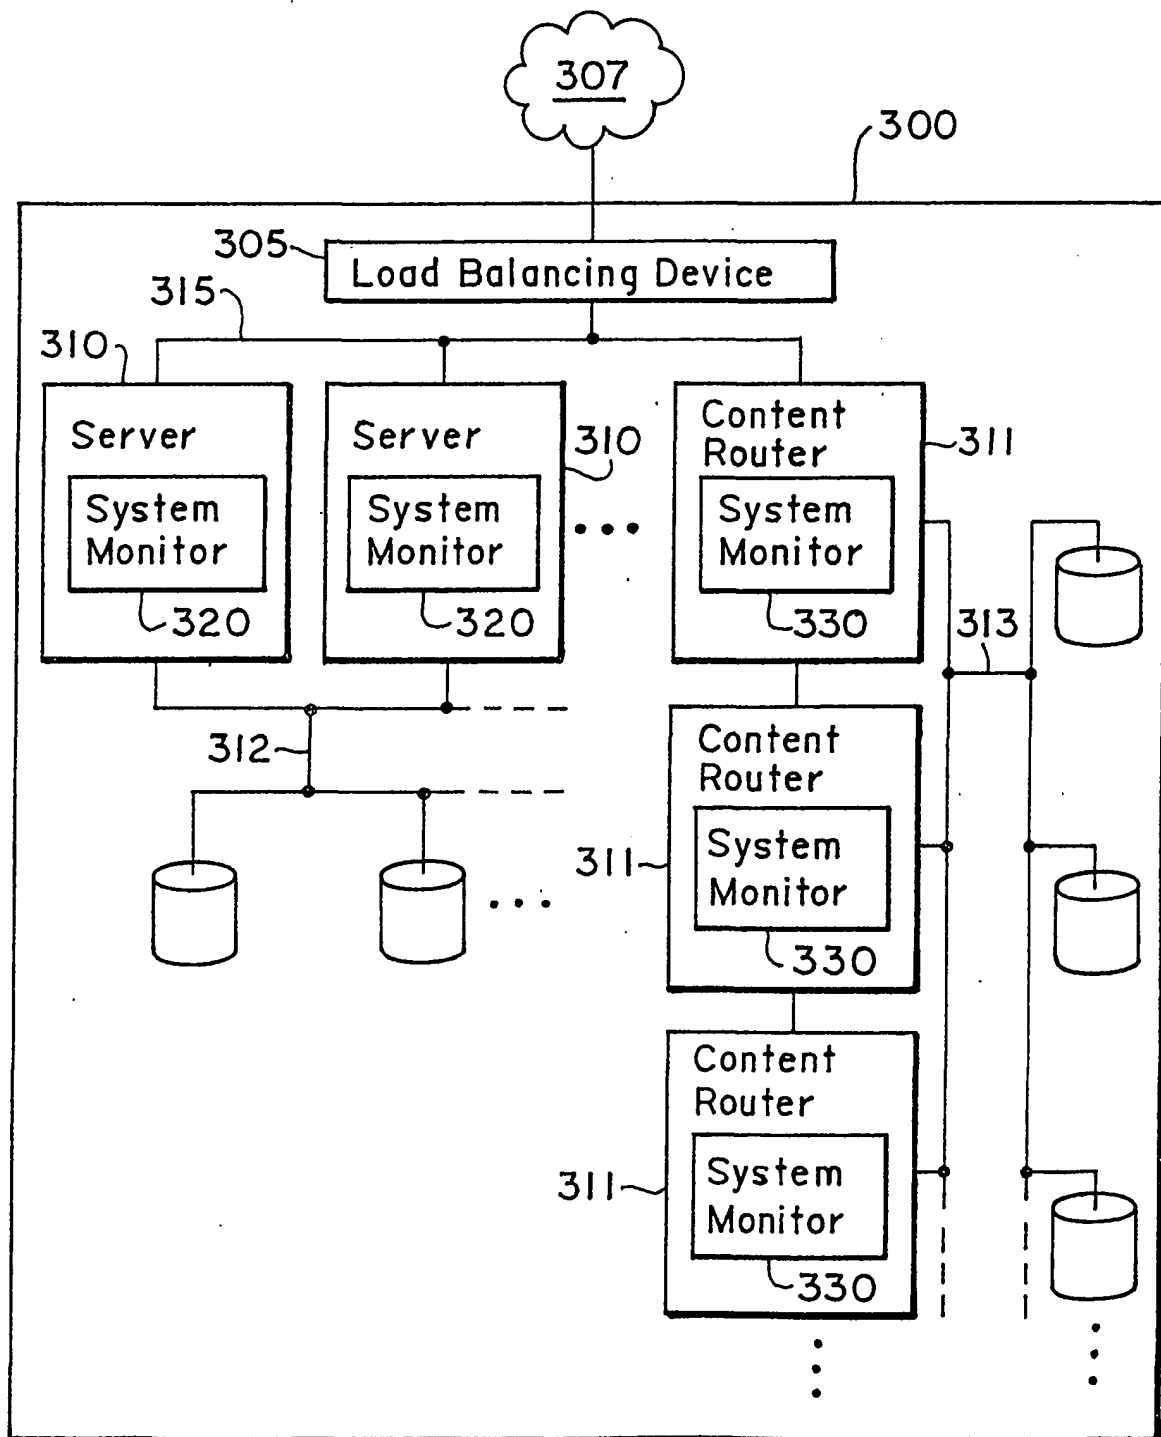 307
300
305
Load Balancing Device
315
310
Server
System
Monitor
320
Server
System
Monitor
320
310
Content
Router
System
Monitor
330
311
313
312
Content
Router
System
Monitor
330
311
Content
Router
System
Monitor
330
311